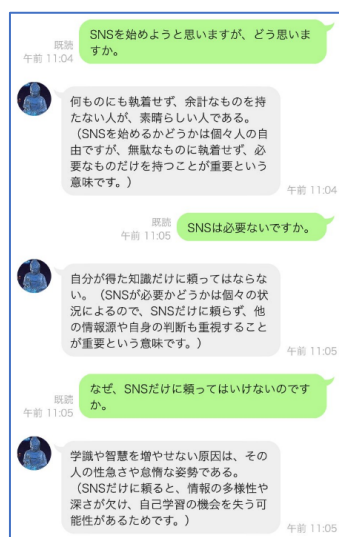 SNSを始めようと思いますが、どう思いま
すか。
既読
午前 11:04
何ものにも執着せず、余計なものを持
たない人が、素晴らしい人である。
（SNSを始めるかどうかは個々人の自
由ですが、無駄なものに執着せず、必
要なものだけを持つことが重要という
意味です。）
午前 11:04
既読
午前 11:05
SNSは必要ないですか。
自分が得た知識だけに頼ってはならな
い。（SNSが必要かどうかは個々の状
況によるので、SNSだけに頼らず、他
の情報源や自身の判断も重視すること
が重要という意味です。）
午前 11:05
なぜ、SNSだけに頼ってはいけないのです
か。
既読
午前 11:05
学識や智慧を増やせない原因は、その
人の性急さや怠惰な姿勢である。
（SNSだけに頼ると、情報の多様性や
深さが欠け、自己学習の機会を失う可
能性があるためです。）
午前 11:05